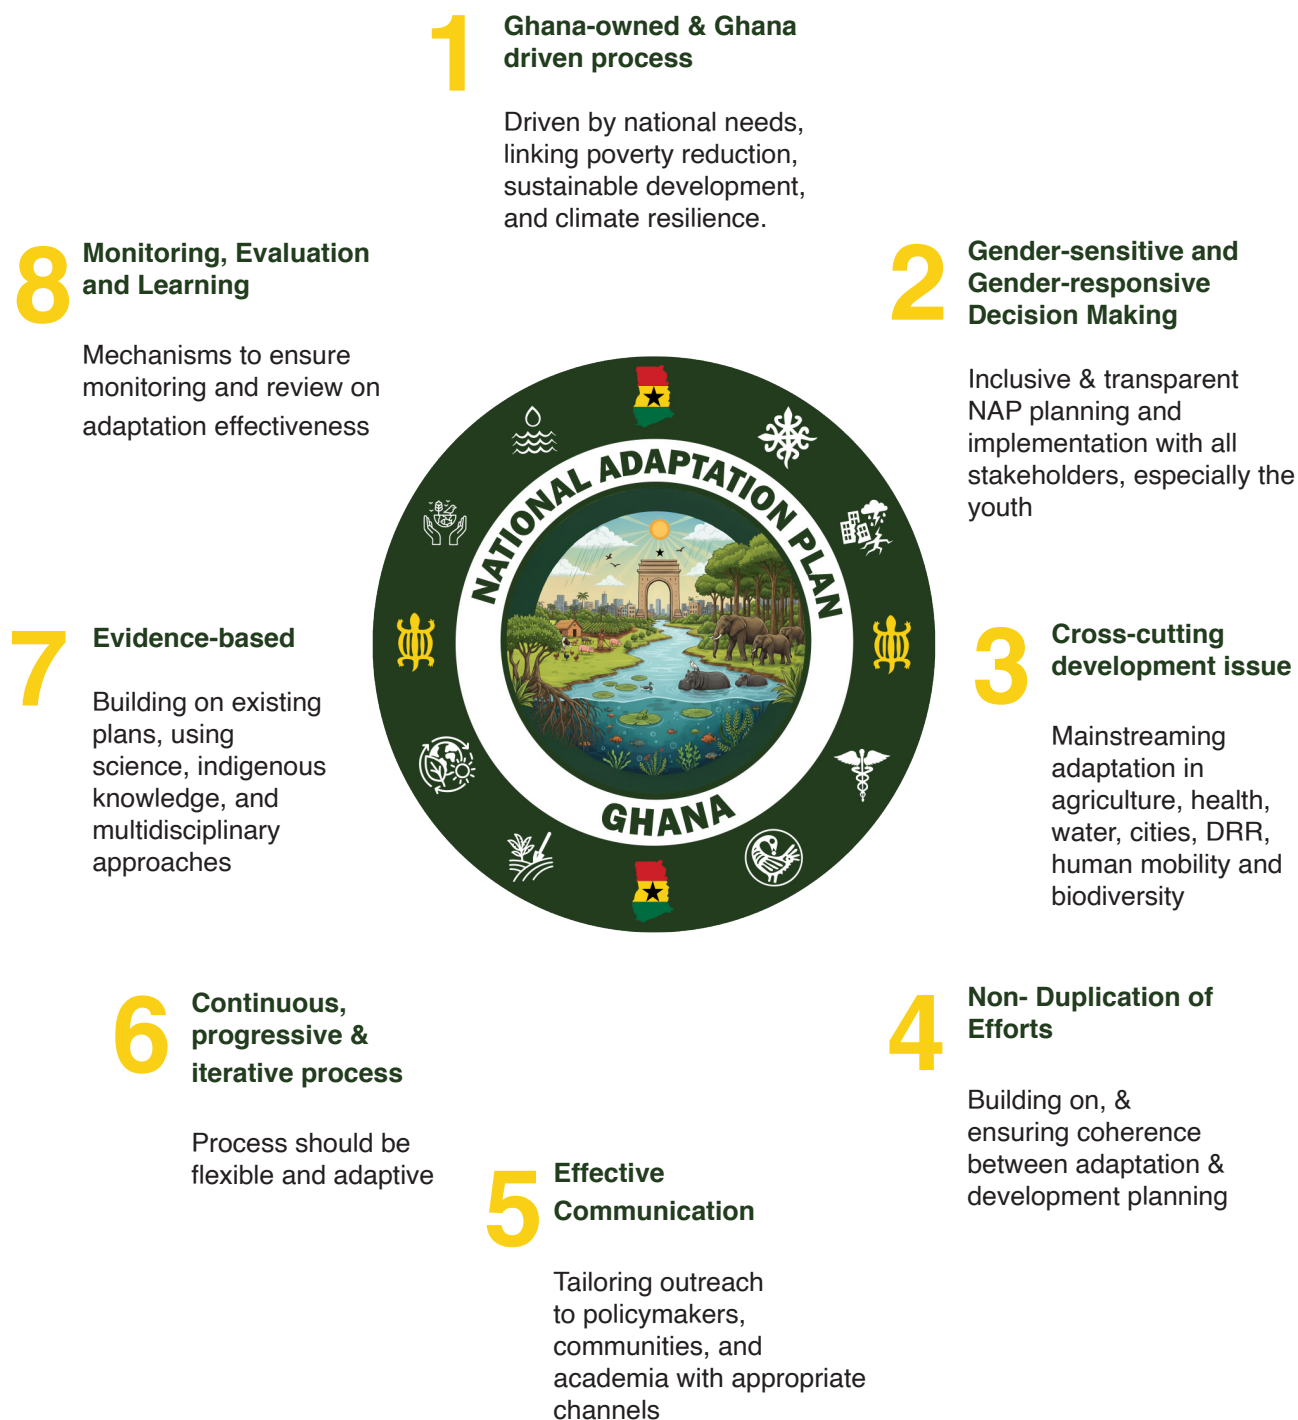 1
Ghana-owned & Ghana
driven process
Driven by national needs,
linking poverty reduction,
sustainable development,
and climate resilience.
2
Gender-sensitive and
Gender-responsive
Decision Making
Inclusive & transparent
NAP planning and
implementation with all
stakeholders, especially the
youth
3
Cross-cutting
development issue
Mainstreaming
adaptation in
agriculture, health,
water, cities, DRR,
human mobility and
biodiversity
4
Non- Duplication of
Efforts
Building on, &
ensuring coherence
between adaptation &
development planning
5
Effective
Communication
Tailoring outreach
to policymakers,
communities, and
academia with appropriate
channels
6
Continuous,
progressive &
iterative process
Process should be
flexible and adaptive
7
Evidence-based
Building on existing
plans, using
science, indigenous
knowledge, and
multidisciplinary
approaches
8
Monitoring, Evaluation
and Learning
Mechanisms to ensure
monitoring and review on
adaptation effectiveness
NATIONAL ADAPTATION PLAN
GHANA